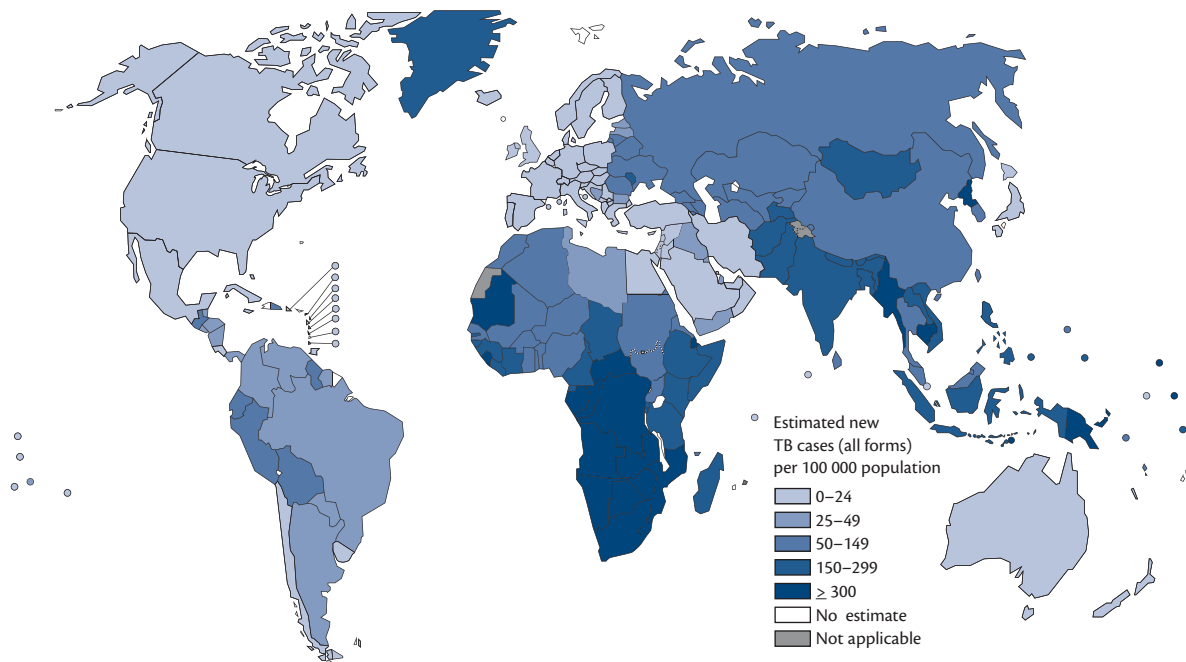 Estimated new
TB cases (all forms)
per 100 000 population
0–24
25–49
50–149
150–299
≥ 300
No estimate
Not applicable